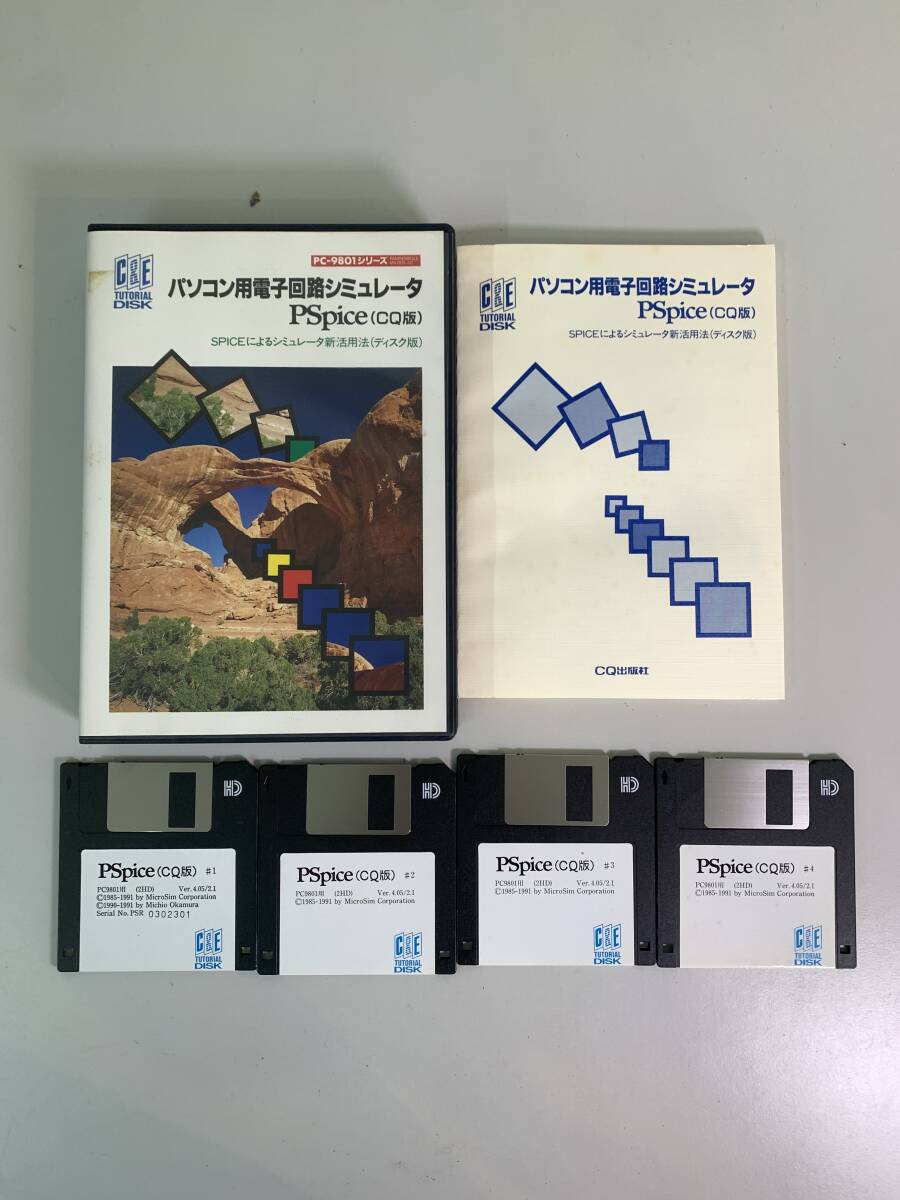 PC-9801シリーズ
CADE
TUTORIAL
DISK
パソコン用電子回路シミュレータ
PSpice(CQ版)
SPICEによるシミュレータ新活用法(ディスク版)
TUTORIAL
DISK
パソコン用電子回路シミュレータ
PSpice(CQ版)
SPICEによるシミュレータ新活用法(ディスク版)
CQ出版社
HD
PSpice(CQ版) #1
PC9801用 (2HD) Ver. 4.05/2.1
©1985-1991 by MicroSim Corporation
©1990-1991 by Michio Okamura
Serial No. PSR 0302301
TUTORIAL
DISK
HD
PSpice(CQ版) #2
PC9801用 (2HD) Ver. 4.05/2.1
©1985-1991 by MicroSim Corporation
TUTORIAL
DISK
HD
PSpice(CQ版) #3
PC9801用 (2HD) Ver. 4.05/2.1
©1985-1991 by MicroSim Corporation
TUTORIAL
DISK
HD
PSpice(CQ版) #4
PC9801用 (2HD) Ver. 4.05/2.1
©1985-1991 by MicroSim Corporation
TUTORIAL
DISK